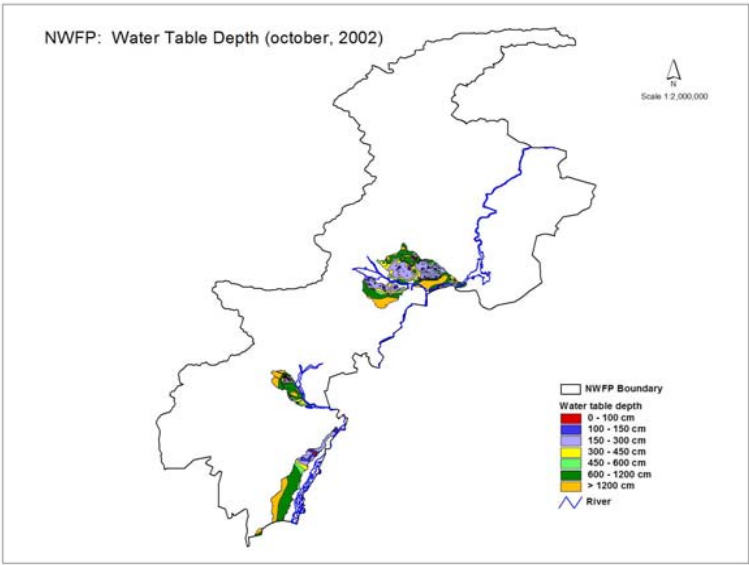 NWFP: Water Table Depth (october, 2002)
N
Scale 1:2,000,000
NWFP Boundary
Water table depth
0 - 100 cm
100 - 150 cm
150 - 300 cm
300 - 450 cm
450 - 600 cm
600 - 1200 cm
> 1200 cm
River